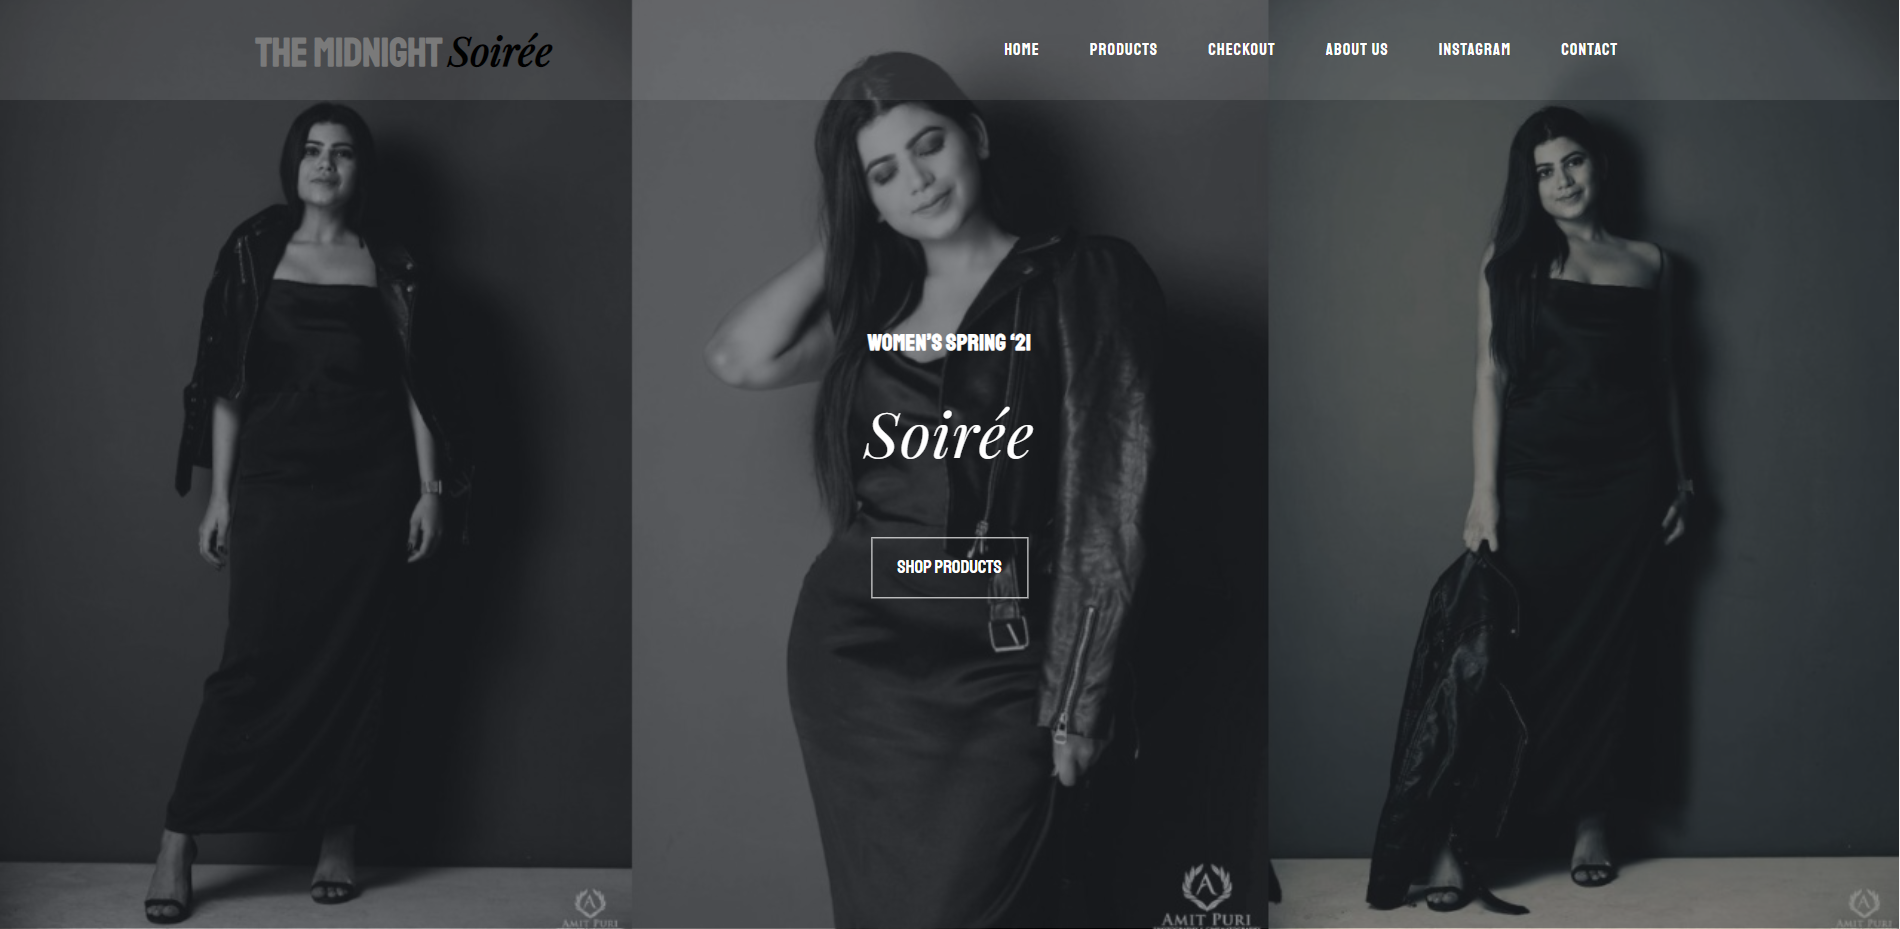 THE MIDNIGHT Soirée
HOME PRODUCTS CHECKOUT ABOUT US INSTAGRAM CONTACT
WOMEN'S SPRING ‘21
Soirée
SHOP PRODUCTS
A
AMIT PURI
A
AMIT PURI
A
AMIT PURI